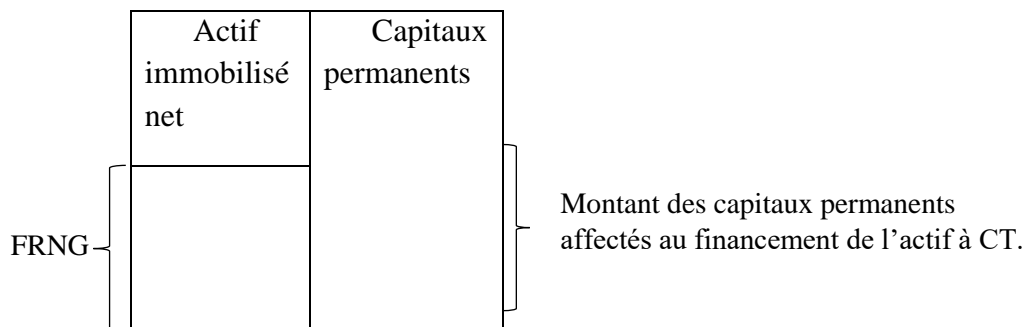 Actif
immobilisé
net
Capitaux
permanents
FRNG
Montant des capitaux permanents
affectés au financement de l’actif à CT.